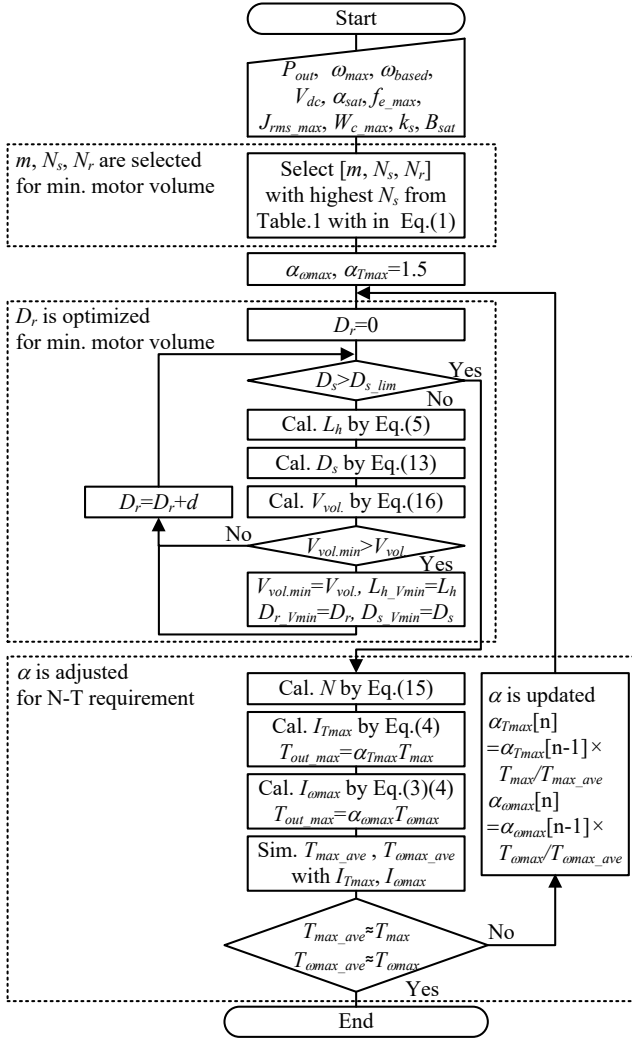 Start
P_out, ω_max, ω_based,
V_dc, α_sat, f_e_max,
J_rms_max, W_c_max, k_s, B_sat
m, N_s, N_r are selected
for min. motor volume
Select [m, N_s, N_r]
with highest N_s from
Table.1 with in Eq.(1)
α_ωmax, α_Tmax=1.5
D_r is optimized
for min. motor volume
D_r=0
D_s>D_s_lim
Yes
No
Cal. L_h by Eq.(5)
Cal. D_s by Eq.(13)
Cal. V_vol. by Eq.(16)
D_r=D_r+d
V_vol.min>V_vol
No
Yes
V_vol.min=V_vol., L_h_Vmin=L_h
D_r_Vmin=D_r, D_s_Vmin=D_s
α is adjusted
for N-T requirement
Cal. N by Eq.(15)
Cal. I_Tmax by Eq.(4)
T_out_max=α_TmaxT_max
Cal. I_ωmax by Eq.(3)(4)
T_out_max=α_ωmaxT_ωmax
Sim. T_max_ave , T_ωmax_ave
with I_Tmax, I_ωmax
α is updated
α_Tmax[n]
=α_Tmax[n-1]×
T_max/T_max_ave
α_ωmax[n]
=α_ωmax[n-1]×
T_ωmax/T_ωmax_ave
T_max_ave≈T_max
T_ωmax_ave≈T_ωmax
No
Yes
End